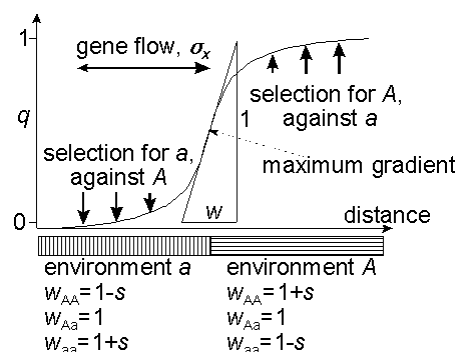 1
gene flow, σx
q
selection for A,
against a
1
selection for a,
against A
maximum gradient
w
0
distance
environment a
environment A
wAA=1-s
wAA=1+s
wAa=1
wAa=1
waa=1+s
waa=1-s